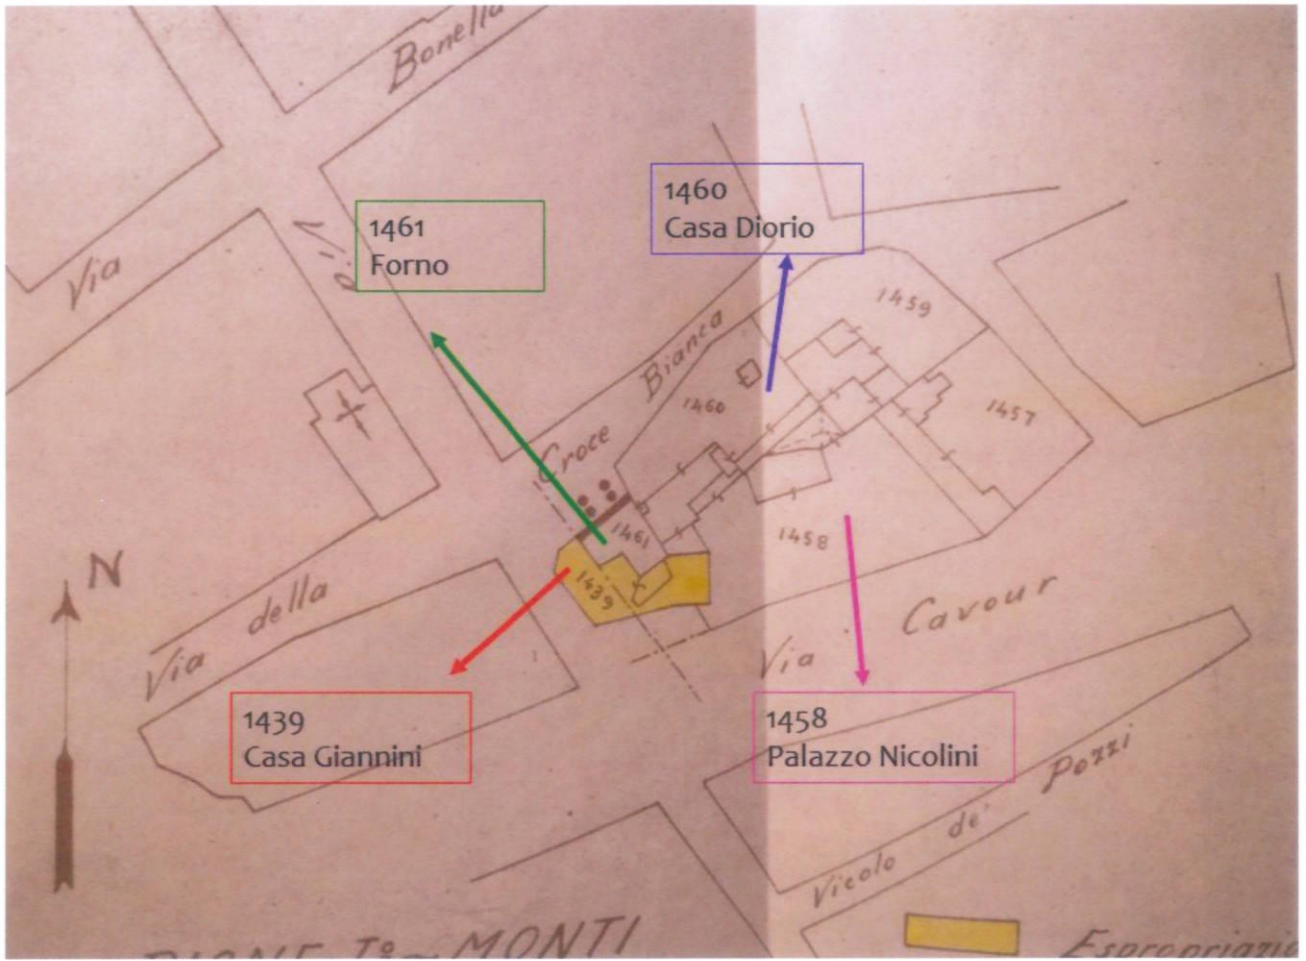 Bonella
Via
Via
1461
Forno
1460
Casa Diorio
1459
Bianca
1460
1457
Croce
1461
1458
1439
N
Via della
Cavour
Via
1439
Casa Giannini
1458
Palazzo Nicolini
Vicolo de' Pozzi
MONTI